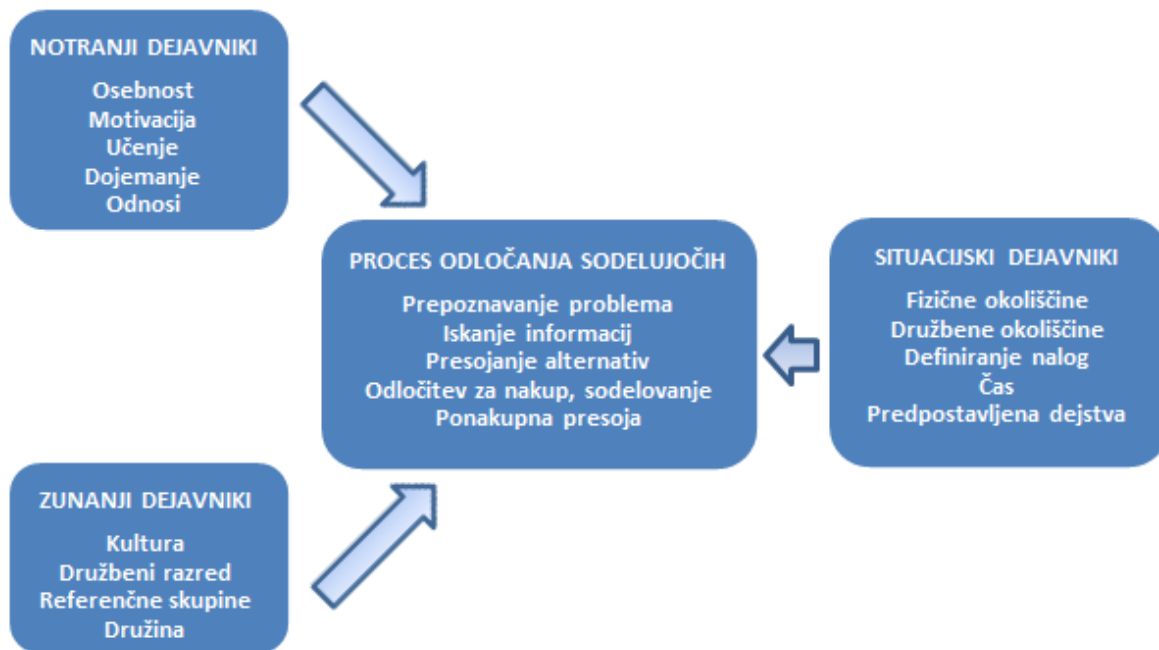 NOTRANJI DEJAVNIKI
Osebnost
Motivacija
Učenje
Dojemanje
Odnosi
PROCES ODLOČANJA SODELUJOČIH
Prepoznavanje problema
Iskanje informacij
Presojanje alternativ
Odločitev za nakup, sodelovanje
Ponakupna presoja
SITUACIJSKI DEJAVNIKI
Fizične okoliščine
Družbene okoliščine
Definiranje nalog
Čas
Predpostavljena dejstva
ZUNANJI DEJAVNIKI
Kultura
Družbeni razred
Referenčne skupine
Družina